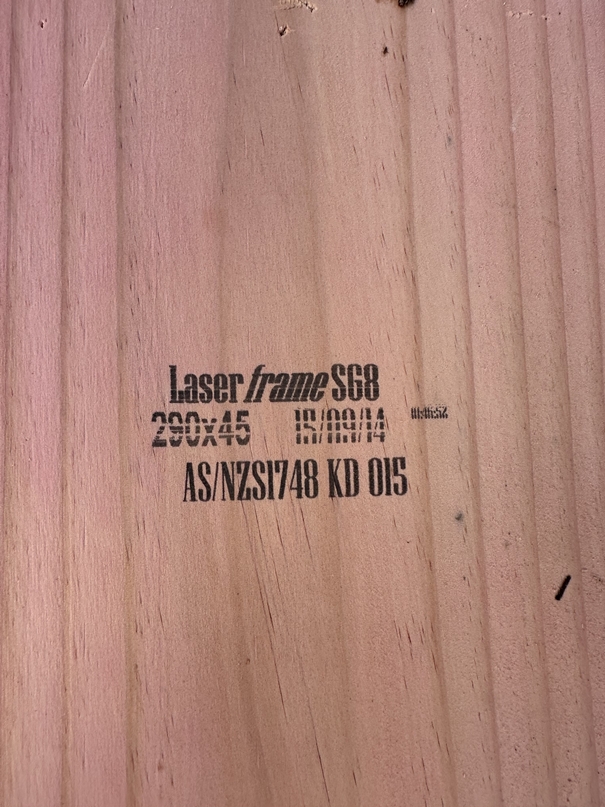 Laser frame SG8
290x45 15/09/14
AS/NZS1748 KD 015